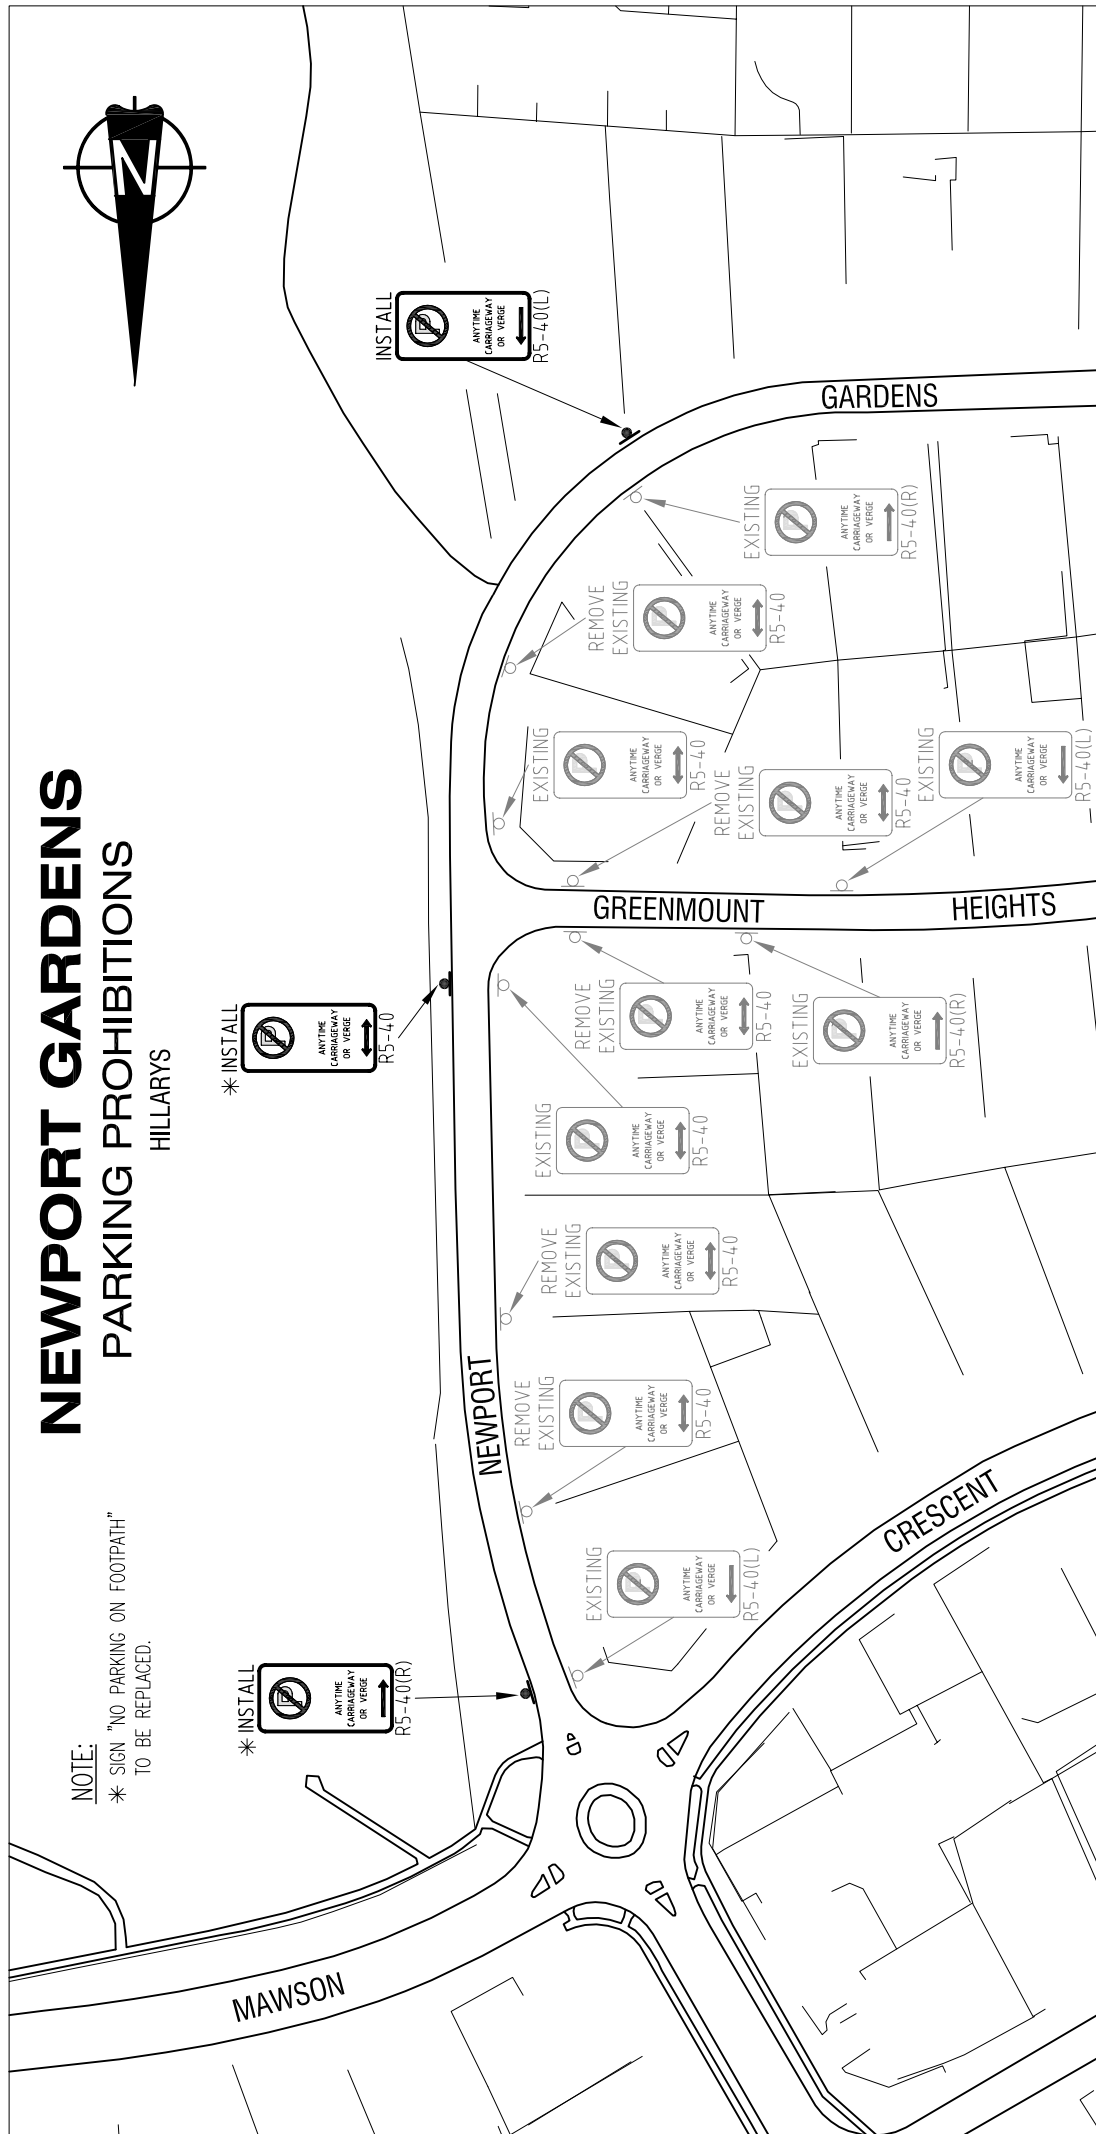 NEWPORT GARDENS
PARKING PROHIBITIONS
HILLARYS
NOTE:
* SIGN "NO PARKING ON FOOTPATH"
TO BE REPLACED.
N
INSTALL
P
ANYTIME
CARRIAGEWAY
OR VERGE
R5-40(L)
* INSTALL
P
ANYTIME
CARRIAGEWAY
OR VERGE
R5-40
* INSTALL
P
ANYTIME
CARRIAGEWAY
OR VERGE
R5-40(R)
EXISTING
P
ANYTIME
CARRIAGEWAY
OR VERGE
R5-40(R)
REMOVE
EXISTING
P
ANYTIME
CARRIAGEWAY
OR VERGE
R5-40
EXISTING
P
ANYTIME
CARRIAGEWAY
OR VERGE
R5-40
REMOVE
EXISTING
P
ANYTIME
CARRIAGEWAY
OR VERGE
R5-40
EXISTING
P
ANYTIME
CARRIAGEWAY
OR VERGE
R5-40(L)
REMOVE
EXISTING
P
ANYTIME
CARRIAGEWAY
OR VERGE
R5-40
EXISTING
P
ANYTIME
CARRIAGEWAY
OR VERGE
R5-40(R)
EXISTING
P
ANYTIME
CARRIAGEWAY
OR VERGE
R5-40
REMOVE
EXISTING
P
ANYTIME
CARRIAGEWAY
OR VERGE
R5-40
REMOVE
EXISTING
P
ANYTIME
CARRIAGEWAY
OR VERGE
R5-40
EXISTING
P
ANYTIME
CARRIAGEWAY
OR VERGE
R5-40(L)
NEWPORT
GARDENS
GREENMOUNT
HEIGHTS
MAWSON
CRESCENT